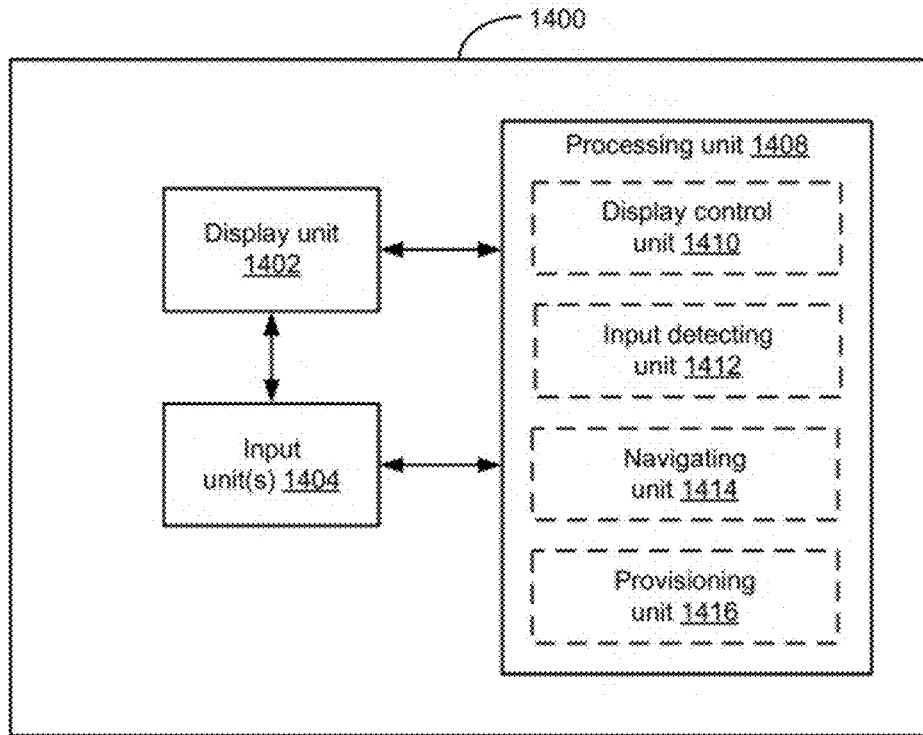 1400
Processing unit 1408
Display unit
1402
Display control
unit 1410
Input detecting
unit 1412
Input
unit(s) 1404
Navigating
unit 1414
Provisioning
unit 1416